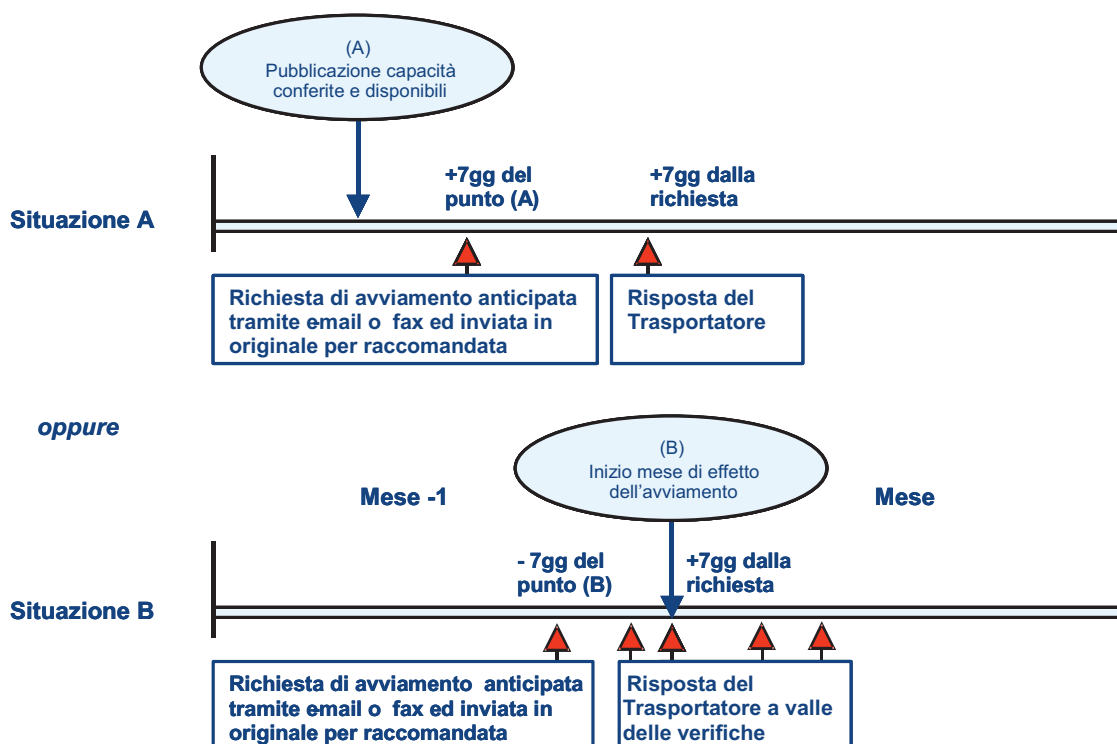 (A)
Pubblicazione capacità
conferite e disponibili
+7gg del
punto (A)
+7gg dalla
richiesta
Situazione A
Richiesta di avviamento anticipata
tramite e-mail o fax ed inviata in
originale per raccomandata
Risposta del
Trasportatore
oppure
(B)
Inizio mese di effetto
dell'avviamento
Mese -1
Mese
- 7gg del
punto (B)
+7gg dalla
richiesta
Situazione B
Richiesta di avviamento anticipata
tramite e-mail o fax ed inviata in
originale per raccomandata
Risposta del
Trasportatore a valle
delle verifiche